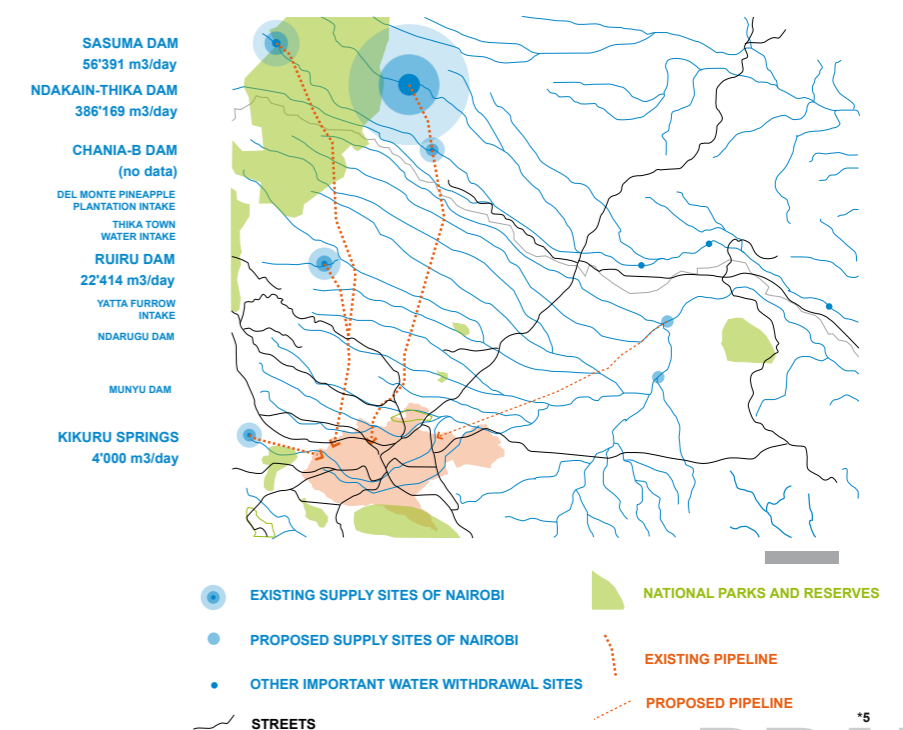 SASUMA DAM
56'391 m3/day
NDAKAIN-THIKA DAM
386'169 m3/day
CHANIA-B DAM
(no data)
DEL MONTE PINEAPPLE
PLANTATION INTAKE
THIKA TOWN
WATER INTAKE
RUIRU DAM
22'414 m3/day
YATTA FURROW
INTAKE
NDARUGU DAM
MUNYU DAM
KIKURU SPRINGS
4'000 m3/day
EXISTING SUPPLY SITES OF NAIROBI
PROPOSED SUPPLY SITES OF NAIROBI
OTHER IMPORTANT WATER WITHDRAWAL SITES
STREETS
NATIONAL PARKS AND RESERVES
EXISTING PIPELINE
PROPOSED PIPELINE
*5